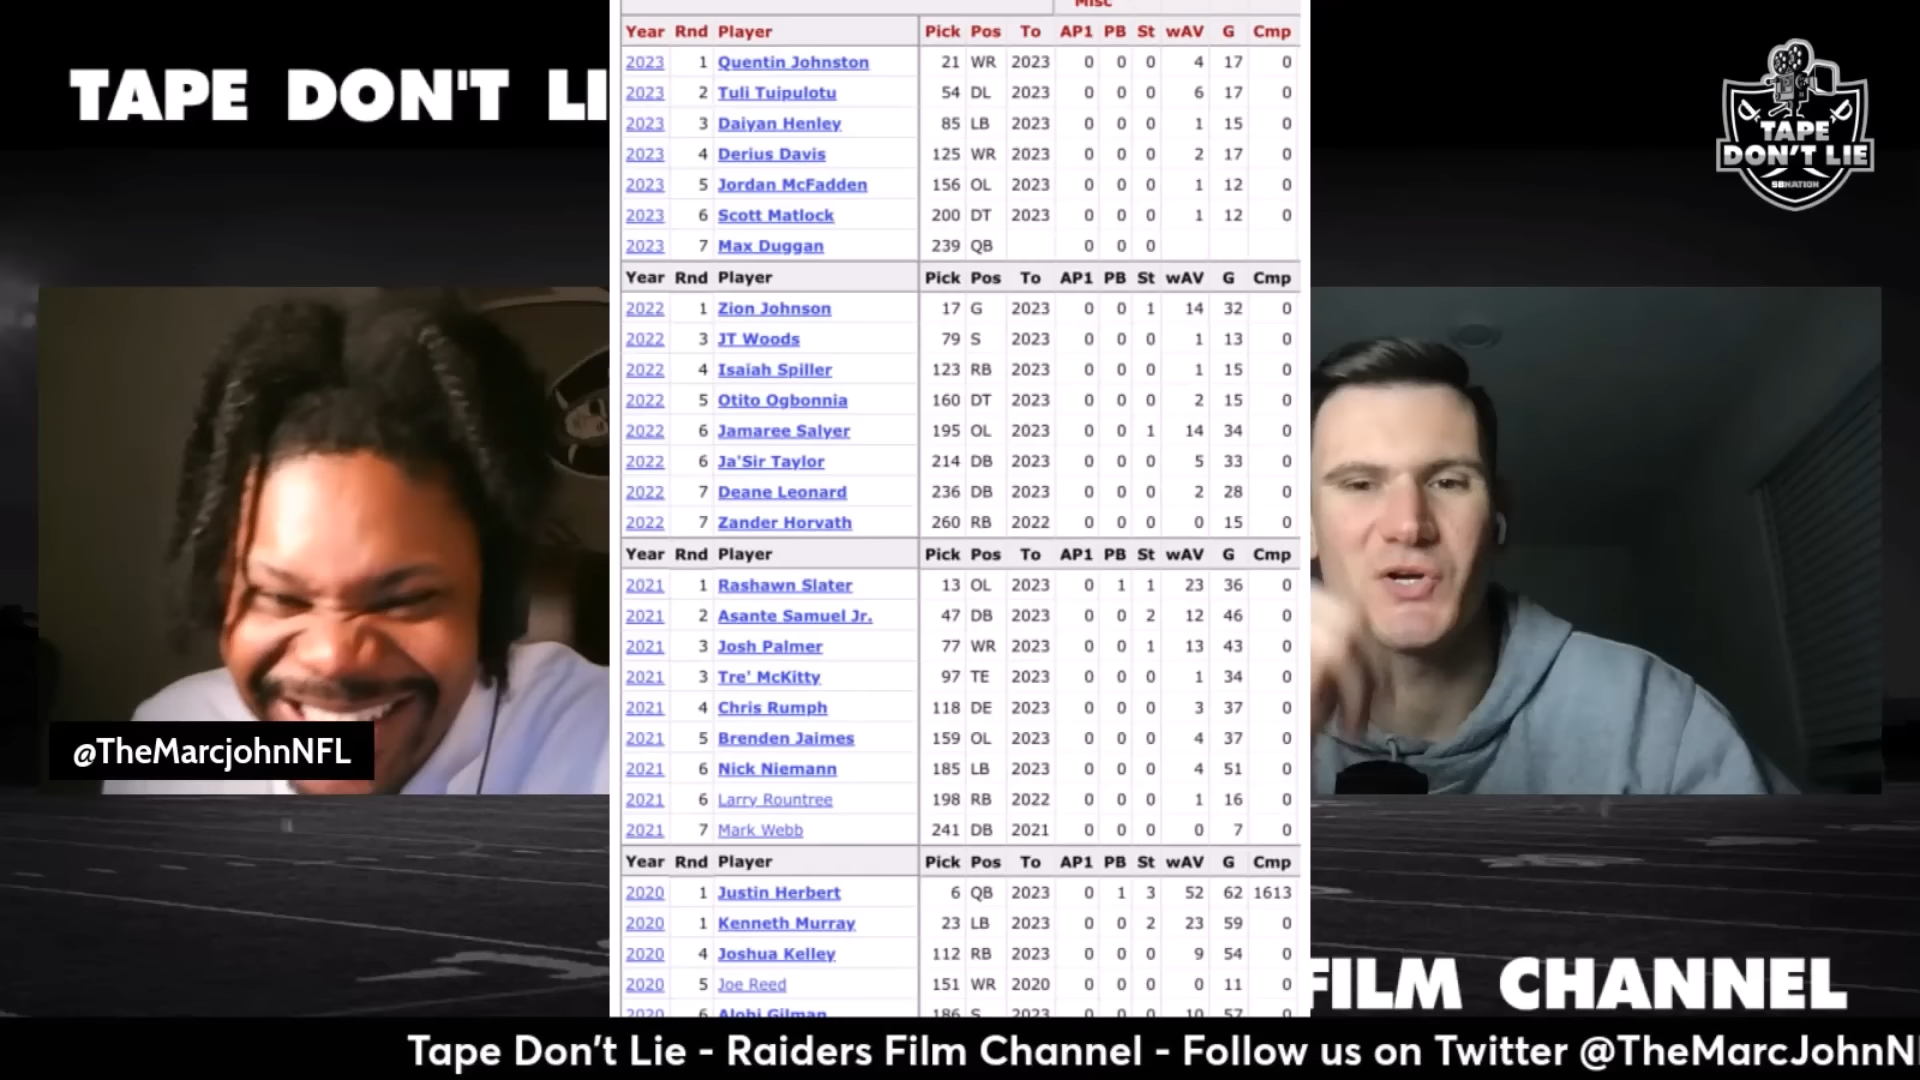 Misc
Year Rnd Player Pick Pos To AP1 PB St wAV G Cmp
2023 1 Quentin Johnston 21 WR 2023 0 0 0 4 17 0
2023 2 Tuli Tuipulotu 54 DL 2023 0 0 0 6 17 0
2023 3 Daiyan Henley 85 LB 2023 0 0 0 1 15 0
2023 4 Derius Davis 125 WR 2023 0 0 0 2 17 0
2023 5 Jordan McFadden 156 OL 2023 0 0 0 1 12 0
2023 6 Scott Matlock 200 DT 2023 0 0 0 1 12 0
2023 7 Max Duggan 239 QB 0 0 0
Year Rnd Player Pick Pos To AP1 PB St wAV G Cmp
2022 1 Zion Johnson 17 G 2023 0 0 1 14 32 0
2022 3 JT Woods 79 S 2023 0 0 0 1 13 0
2022 4 Isaiah Spiller 123 RB 2023 0 0 0 1 15 0
2022 5 Otito Ogbonnia 160 DT 2023 0 0 0 2 15 0
2022 6 Jamaree Salyer 195 OL 2023 0 0 1 14 34 0
2022 6 Ja'Sir Taylor 214 DB 2023 0 0 0 5 33 0
2022 7 Deane Leonard 236 DB 2023 0 0 0 2 28 0
2022 7 Zander Horvath 260 RB 2022 0 0 0 0 15 0
Year Rnd Player Pick Pos To AP1 PB St wAV G Cmp
2021 1 Rashawn Slater 13 OL 2023 0 1 1 23 36 0
2021 2 Asante Samuel Jr. 47 DB 2023 0 0 2 12 46 0
2021 3 Josh Palmer 77 WR 2023 0 0 1 13 43 0
2021 3 Tre' McKitty 97 TE 2023 0 0 0 1 34 0
2021 4 Chris Rumph 118 DE 2023 0 0 0 3 37 0
2021 5 Brenden Jaimes 159 OL 2023 0 0 0 4 37 0
2021 6 Nick Niemann 185 LB 2023 0 0 0 4 51 0
2021 6 Larry Rountree 198 RB 2022 0 0 0 1 16 0
2021 7 Mark Webb 241 DB 2021 0 0 0 0 7 0
Year Rnd Player Pick Pos To AP1 PB St wAV G Cmp
2020 1 Justin Herbert 6 QB 2023 0 1 3 52 62 1613
2020 1 Kenneth Murray 23 LB 2023 0 0 2 23 59 0
2020 4 Joshua Kelley 112 RB 2023 0 0 0 9 54 0
2020 5 Joe Reed 151 WR 2020 0 0 0 0 11 0
2020 6 Alohi Gilman 186 S 2023 0 0 0 10 57 0
TAPE DON'T LI
TAPE
DON'T LIE
SBNATION
@TheMarcjohnNFL
FILM CHANNEL
Tape Don't Lie - Raiders Film Channel - Follow us on Twitter @TheMarcJohnN